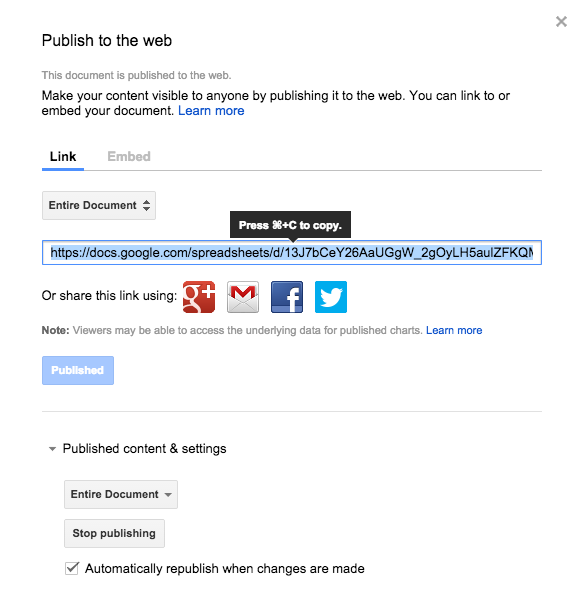 Publish to the web
This document is published to the web.
Make your content visible to anyone by publishing it to the web. You can link to or
embed your document. Learn more
Link Embed
Entire Document
Press ⌘+C to copy.
https://docs.google.com/spreadsheets/d/13J7bCeY26AaUGgW_2gOyLH5aulZFKQM
Or share this link using: g+ M f
Note: Viewers may be able to access the underlying data for published charts. Learn more
Published
Published content & settings
Entire Document
Stop publishing
Automatically republish when changes are made